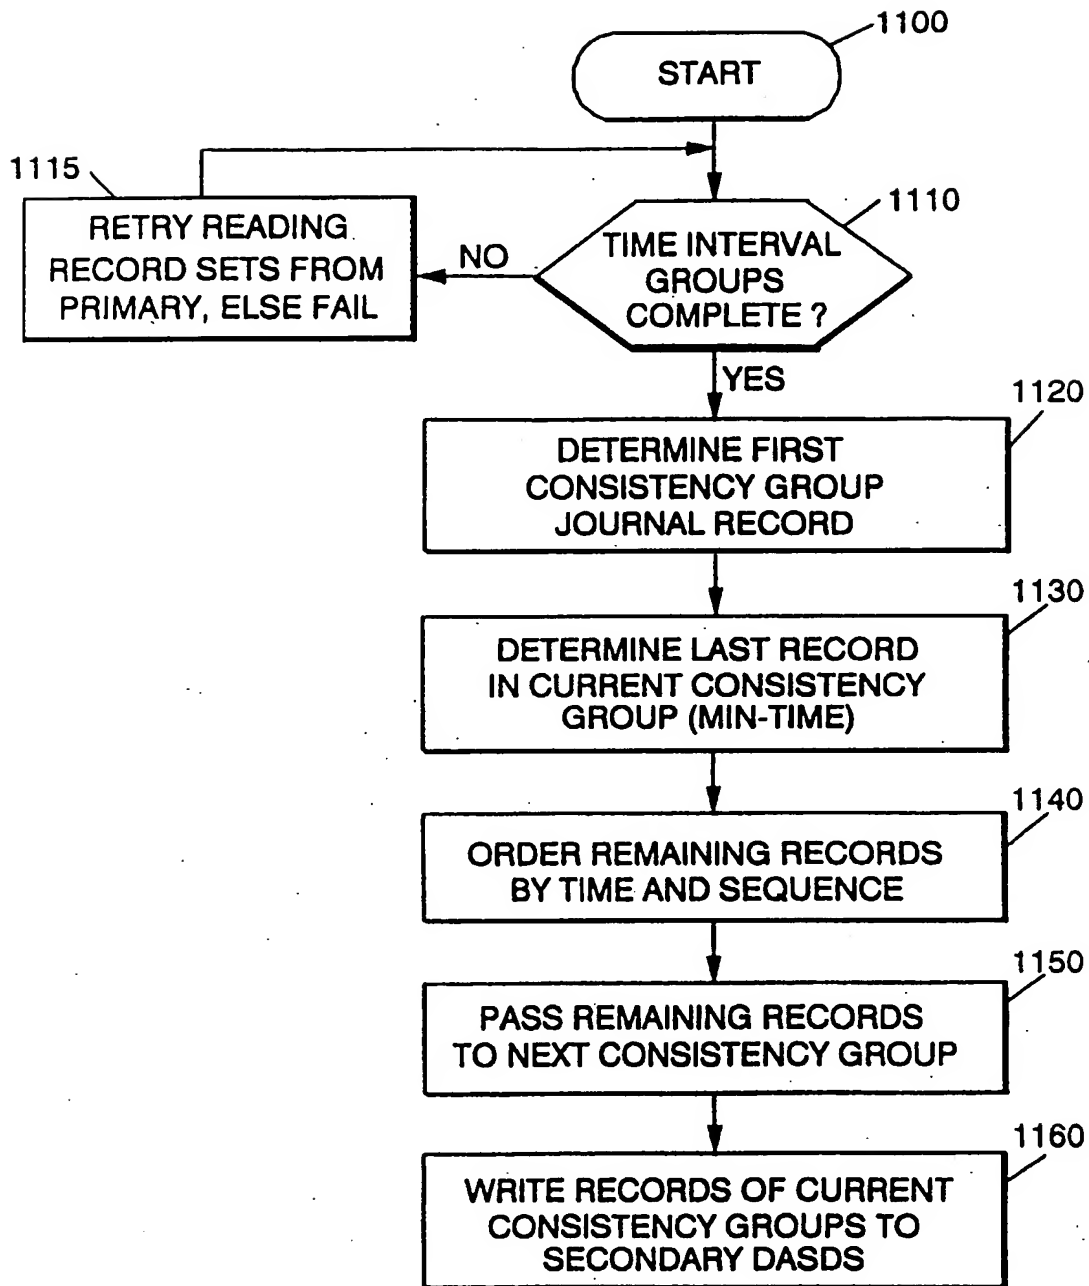 1100
START
1115
RETRY READING
RECORD SETS FROM
PRIMARY, ELSE FAIL
NO
1110
TIME INTERVAL
GROUPS
COMPLETE ?
YES
1120
DETERMINE FIRST
CONSISTENCY GROUP
JOURNAL RECORD
1130
DETERMINE LAST RECORD
IN CURRENT CONSISTENCY
GROUP (MIN-TIME)
1140
ORDER REMAINING RECORDS
BY TIME AND SEQUENCE
1150
PASS REMAINING RECORDS
TO NEXT CONSISTENCY GROUP
1160
WRITE RECORDS OF CURRENT
CONSISTENCY GROUPS TO
SECONDARY DASDS